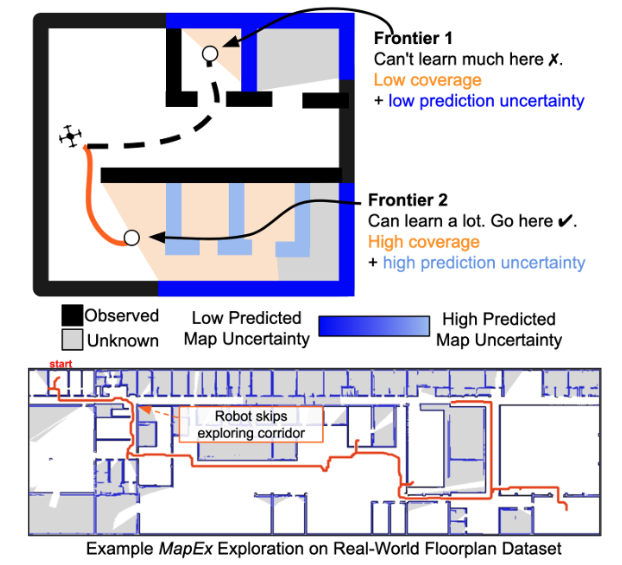 Frontier 1
Can't learn much here ✗.
Low coverage
+ low prediction uncertainty
Frontier 2
Can learn a lot. Go here ✔.
High coverage
+ high prediction uncertainty
Observed
Unknown
Low Predicted
Map Uncertainty
High Predicted
Map Uncertainty
start
Robot skips
exploring corridor
Example MapEx Exploration on Real-World Floorplan Dataset